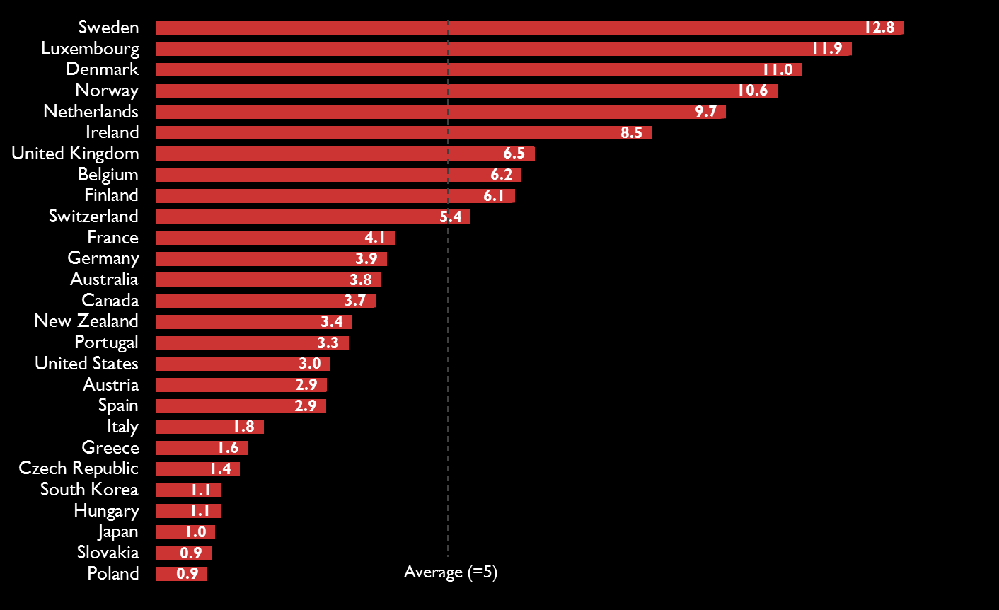 Sweden 12.8
Luxembourg 11.9
Denmark 11.0
Norway 10.6
Netherlands 9.7
Ireland 8.5
United Kingdom 6.5
Belgium 6.2
Finland 6.1
Switzerland 5.4
France 4.1
Germany 3.9
Australia 3.8
Canada 3.7
New Zealand 3.4
Portugal 3.3
United States 3.0
Austria 2.9
Spain 2.9
Italy 1.8
Greece 1.6
Czech Republic 1.4
South Korea 1.1
Hungary 1.1
Japan 1.0
Slovakia 0.9
Poland 0.9
Average (=5)